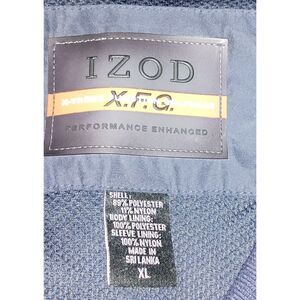 IZOD
X.F.G.
PERFORMANCE ENHANCED
SHELL:
89% POLYESTER
11% NYLON
BODY LINING:
100% POLYESTER
SLEEVE LINING:
100% NYLON
MADE IN
SRI LANKA
XL